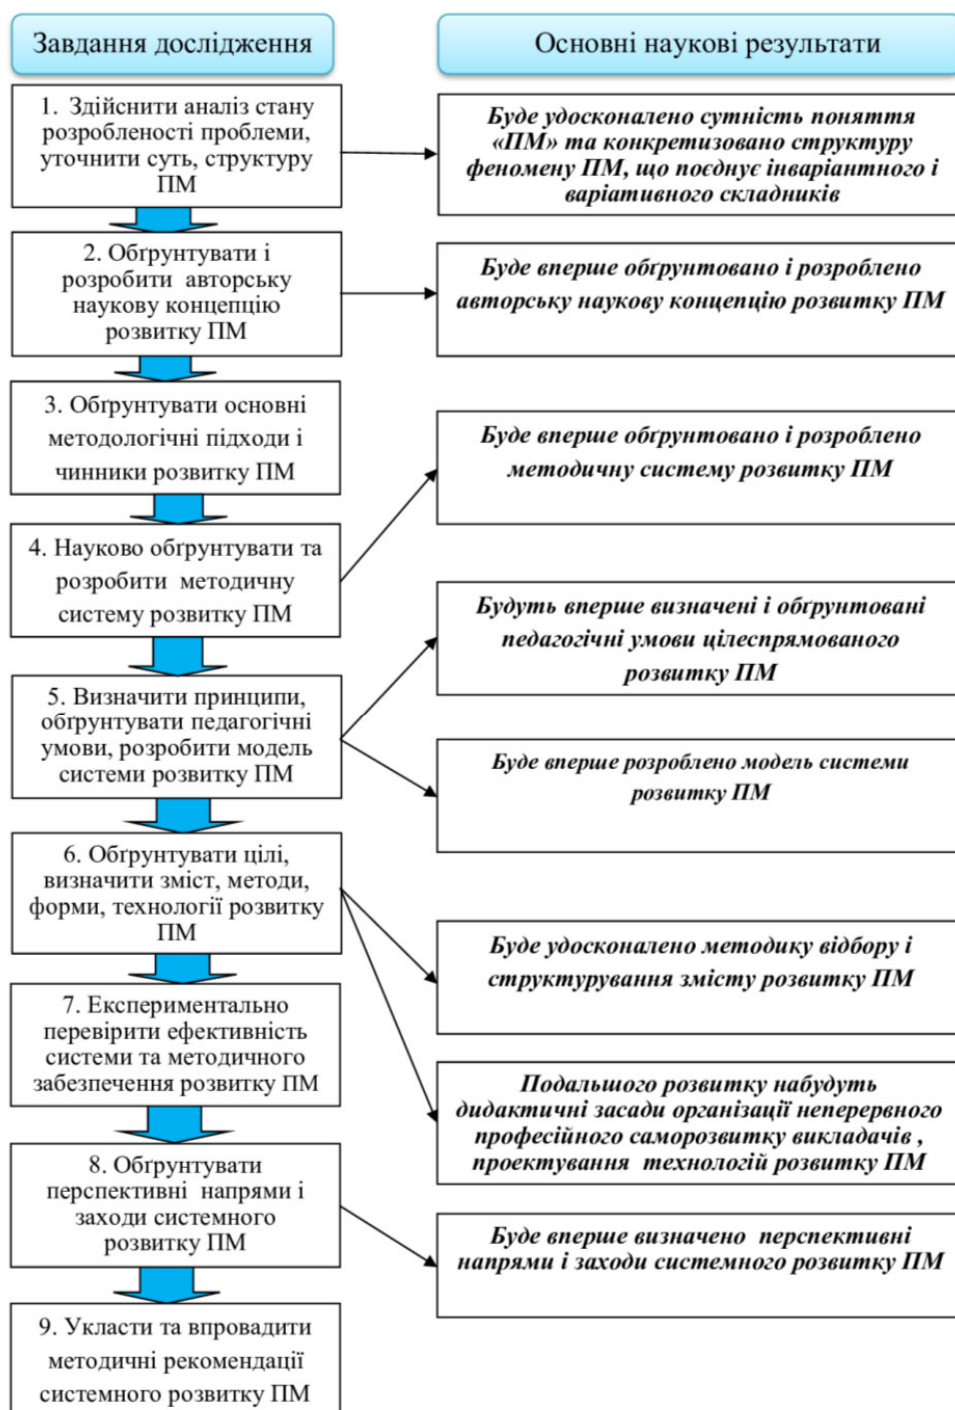 Завдання дослідження
Основні наукові результати
1. Здійснити аналіз стану
розробленості проблеми,
уточнити суть, структуру
ПМ
Буде удосконалено сутність поняття
«ПМ» та конкретизовано структуру
феномену ПМ, що поєднує інваріантного і
варіативного складників
2. Обґрунтувати і
розробити авторську
наукову концепцію
розвитку ПМ
Буде вперше обґрунтовано і розроблено
авторську наукову концепцію розвитку ПМ
3. Обґрунтувати основні
методологічні підходи і
чинники розвитку ПМ
Буде вперше обґрунтовано і розроблено
методичну систему розвитку ПМ
4. Науково обґрунтувати та
розробити методичну
систему розвитку ПМ
Будуть вперше визначені і обґрунтовані
педагогічні умови цілеспрямованого
розвитку ПМ
5. Визначити принципи,
обґрунтувати педагогічні
умови, розробити модель
системи розвитку ПМ
Буде вперше розроблено модель системи
розвитку ПМ
6. Обґрунтувати цілі,
визначити зміст, методи,
форми, технології розвитку
ПМ
Буде удосконалено методику відбору і
структурування змісту розвитку ПМ
7. Експериментально
перевірити ефективність
системи та методичного
забезпечення розвитку ПМ
Подальшого розвитку набудуть
дидактичні засади організації неперервного
професійного саморозвитку викладачів ,
проектування технологій розвитку ПМ
8. Обґрунтувати
перспективні напрями і
заходи системного
розвитку ПМ
Буде вперше визначено перспективні
напрями і заходи системного розвитку ПМ
9. Укласти та впровадити
методичні рекомендації
системного розвитку ПМ